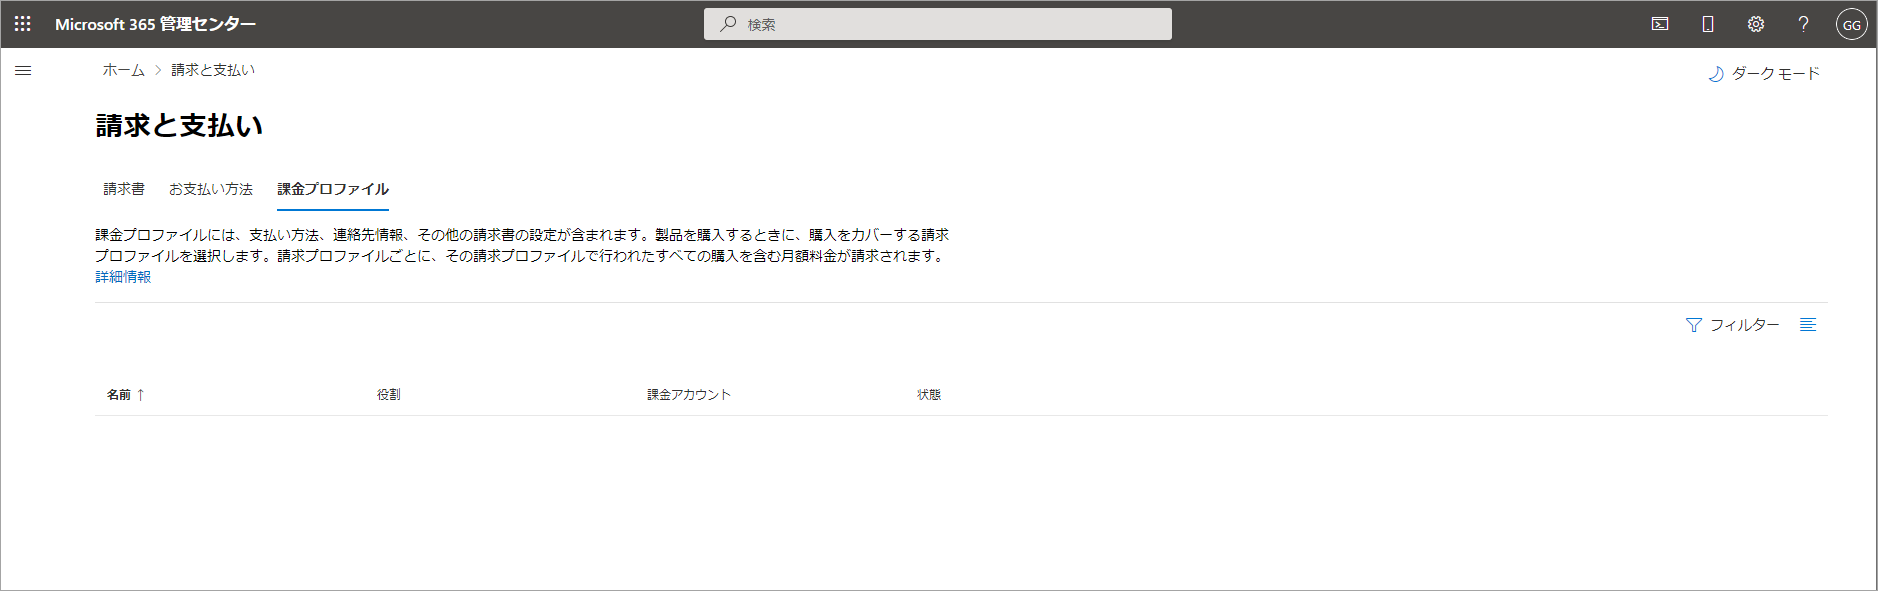 Microsoft 365 管理センター
検索
GG
ホーム > 請求と支払い
ダーク モード
請求と支払い
請求書 お支払い方法 課金プロファイル
課金プロファイルには、支払い方法、連絡先情報、その他の請求書の設定が含まれます。製品を購入するときに、購入をカバーする請求
プロファイルを選択します。請求プロファイルごとに、その請求プロファイルで行われたすべての購入を含む月額料金が請求されます。
詳細情報
フィルター
名前 ↑ 役割 課金アカウント 状態